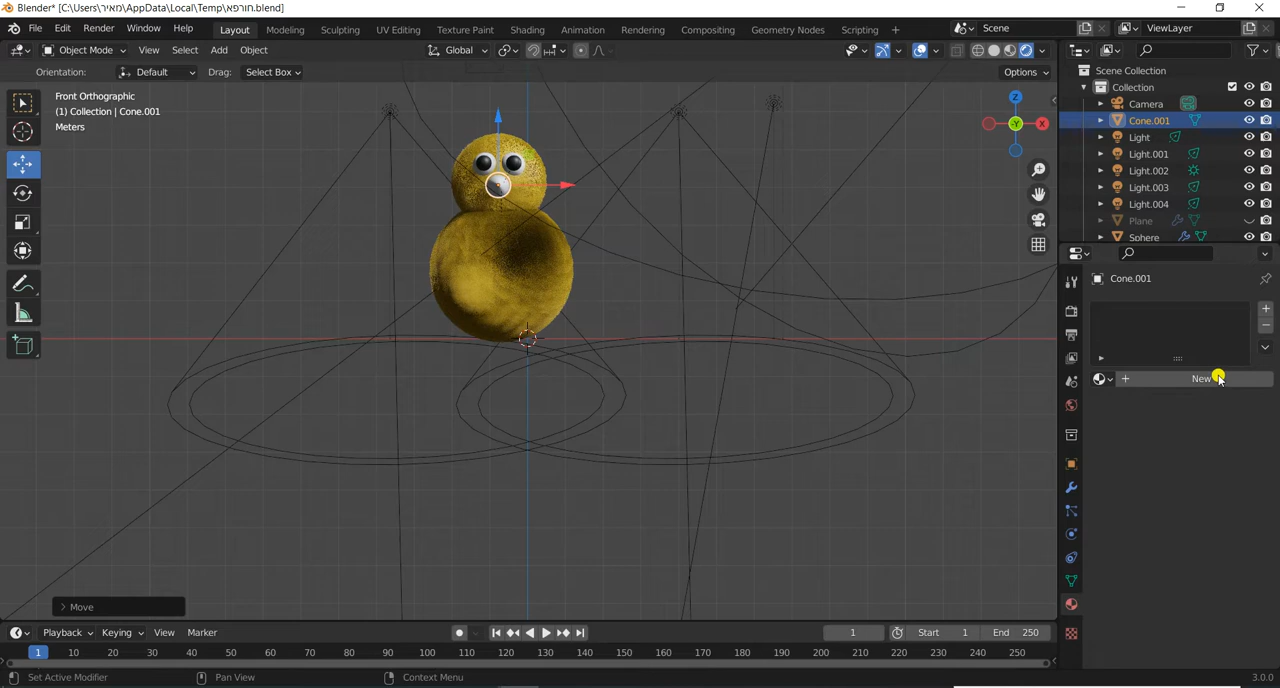 Blender* [C:\Users\מאיר\AppData\Local\Temp\חורפא.blend]
File Edit Render Window Help Layout Modeling Sculpting UV Editing Texture Paint Shading Animation Rendering Compositing Geometry Nodes Scripting + Scene ViewLayer
Object Mode View Select Add Object Global
Orientation: Default Drag: Select Box Options
Front Orthographic
(1) Collection | Cone.001
Meters
Z
-Y
X
Scene Collection
Collection
Camera
Cone.001
Light
Light.001
Light.002
Light.003
Light.004
Plane
Sphere
Cone.001
+ New
> Move
Playback Keying View Marker 1 Start 1 End 250
1 10 20 30 40 50 60 70 80 90 100 110 120 130 140 150 160 170 180 190 200 210 220 230 240 250
Set Active Modifier Pan View Context Menu 3.0.0